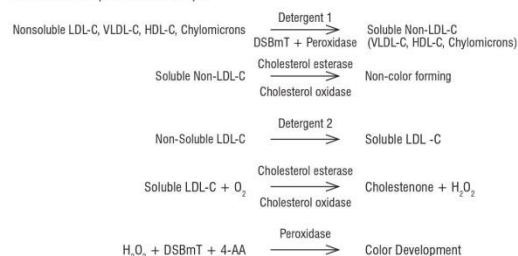 Detergent 1
Nonsoluble LDL-C, VLDL-C, HDL-C, Chylomicrons
Soluble Non-LDL-C
DSBmT + Peroxidase
(VLDL-C, HDL-C, Chylomicrons)
Cholesterol esterase
Soluble Non-LDL-C
Non-color forming
Cholesterol oxidase
Detergent 2
Non-Soluble LDL-C
Soluble LDL -C
Cholesterol esterase
Soluble LDL-C + O₂
Cholestenone + H₂O₂
Cholesterol oxidase
Peroxidase
H₂O₂ + DSBmT + 4-AA
Color Development